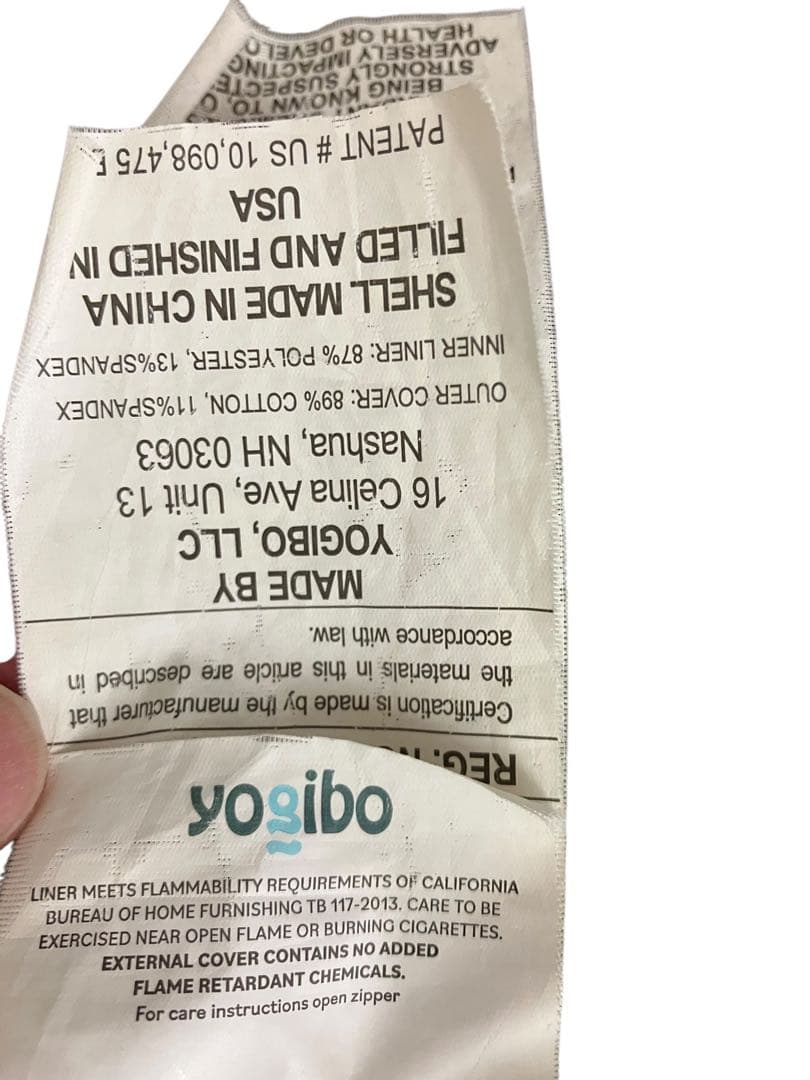 yogibo
LINER MEETS FLAMMABILITY REQUIREMENTS OF CALIFORNIA
BUREAU OF HOME FURNISHING TB 117-2013. CARE TO BE
EXERCISED NEAR OPEN FLAME OR BURNING CIGARETTES.
EXTERNAL COVER CONTAINS NO ADDED
FLAME RETARDANT CHEMICALS.
For care instructions open zipper
REG.
Certification is made by the manufacturer that
the materials in this article are described in
accordance with law.
MADE BY
YOGIBO, LLC
16 Celina Ave, Unit 13
Nashua, NH 03063
OUTER COVER: 89% COTTON, 11%SPANDEX
INNER LINER: 87% POLYESTER, 13%SPANDEX
SHELL MADE IN CHINA
FILLED AND FINISHED IN
USA
PATENT # US 10,098,475
BEING KNOWN TO,
STRONGLY SUSPECTE
ADVERSELY IMPACTING
HEALTH OR DEVELO